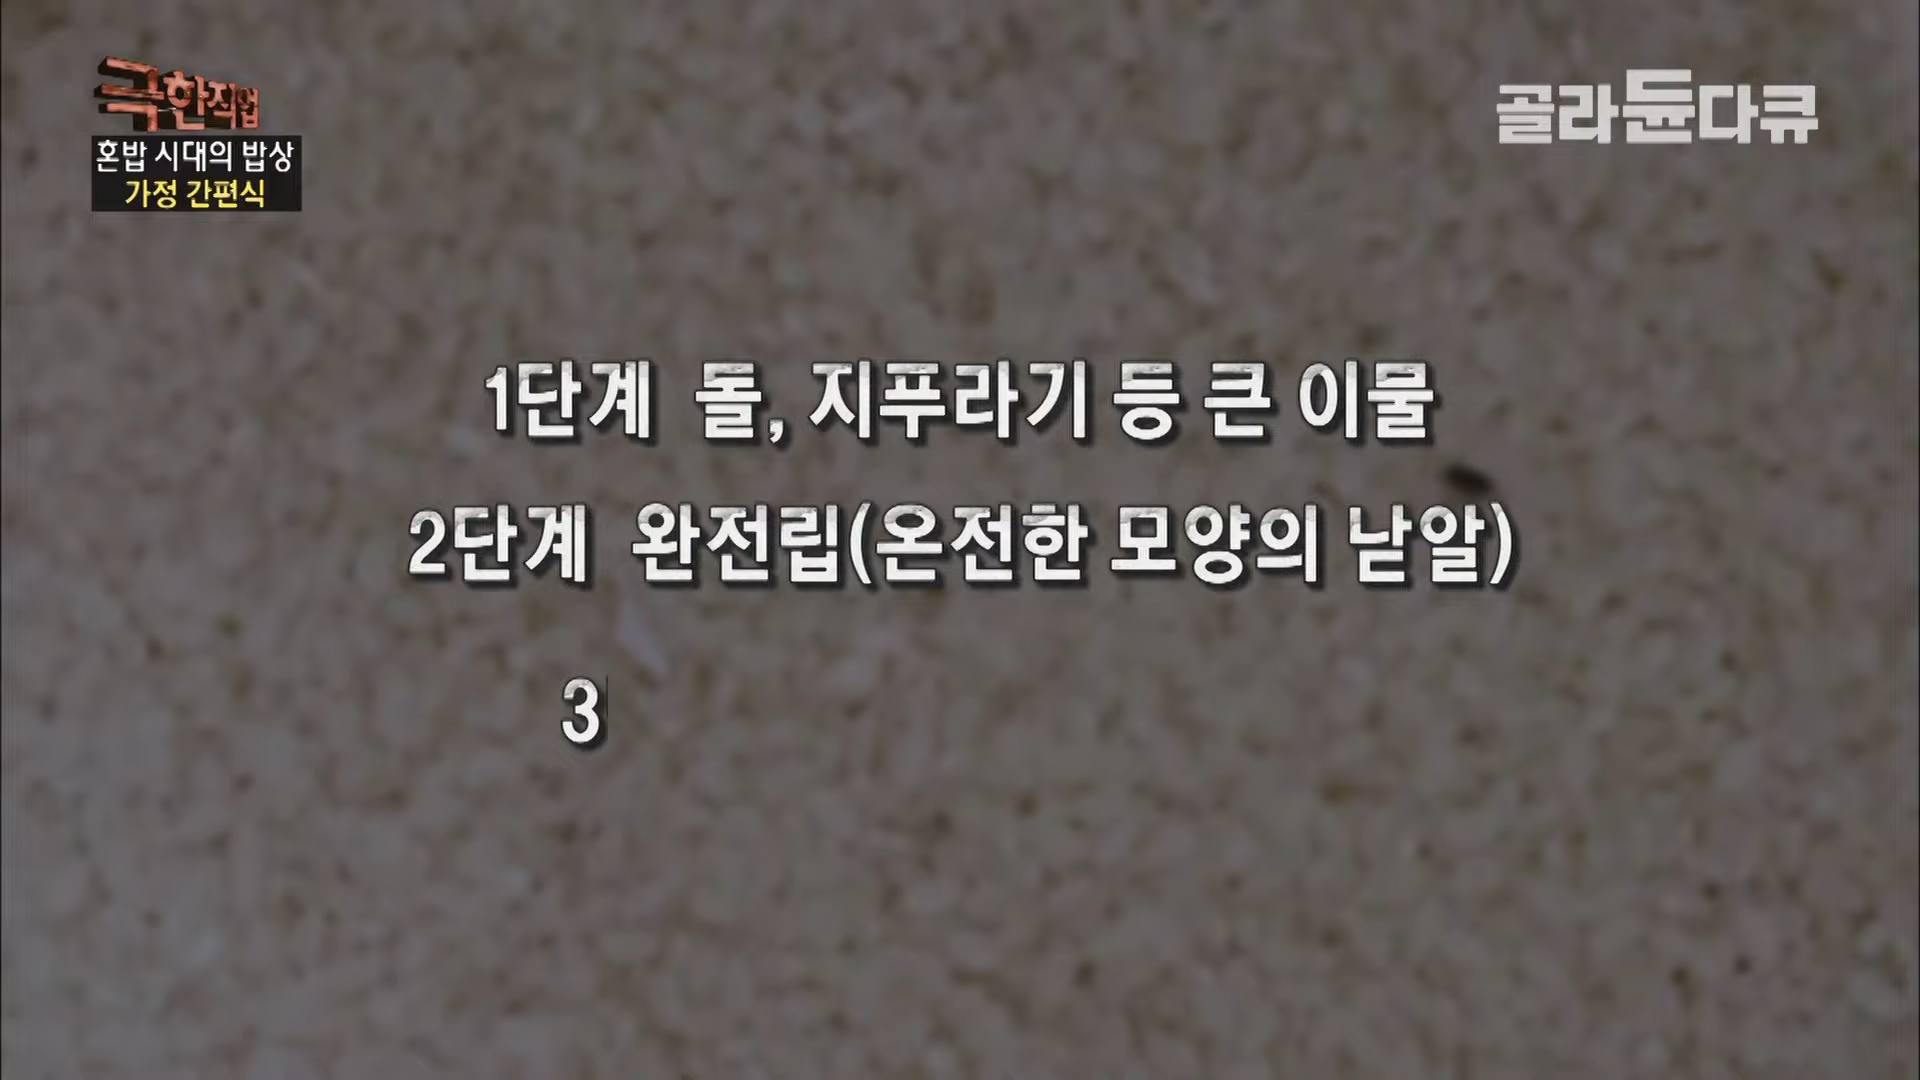 극한직업
혼밥 시대의 밥상
가정 간편식
골라듄다큐
1단계 돌, 지푸라기 등 큰 이물
2단계 완전립(온전한 모양의 낟알)
3